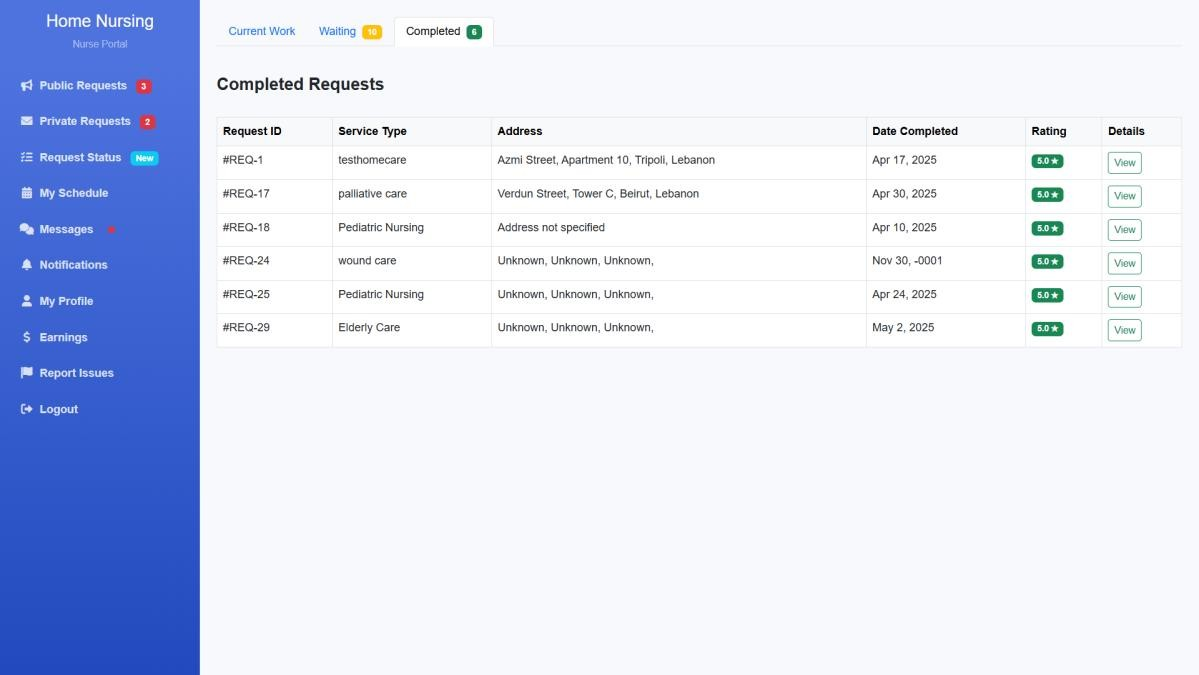 Home Nursing
Nurse Portal
Public Requests 3
Private Requests 2
Request Status New
My Schedule
Messages
Notifications
My Profile
Earnings
Report Issues
Logout
Current Work Waiting 10 Completed 6
Completed Requests
Request ID Service Type Address Date Completed Rating Details
#REQ-1 testhomecare Azmi Street, Apartment 10, Tripoli, Lebanon Apr 17, 2025 5.0 ★ View
#REQ-17 palliative care Verdun Street, Tower C, Beirut, Lebanon Apr 30, 2025 5.0 ★ View
#REQ-18 Pediatric Nursing Address not specified Apr 10, 2025 5.0 ★ View
#REQ-24 wound care Unknown, Unknown, Unknown, Nov 30, -0001 5.0 ★ View
#REQ-25 Pediatric Nursing Unknown, Unknown, Unknown, Apr 24, 2025 5.0 ★ View
#REQ-29 Elderly Care Unknown, Unknown, Unknown, May 2, 2025 5.0 ★ View